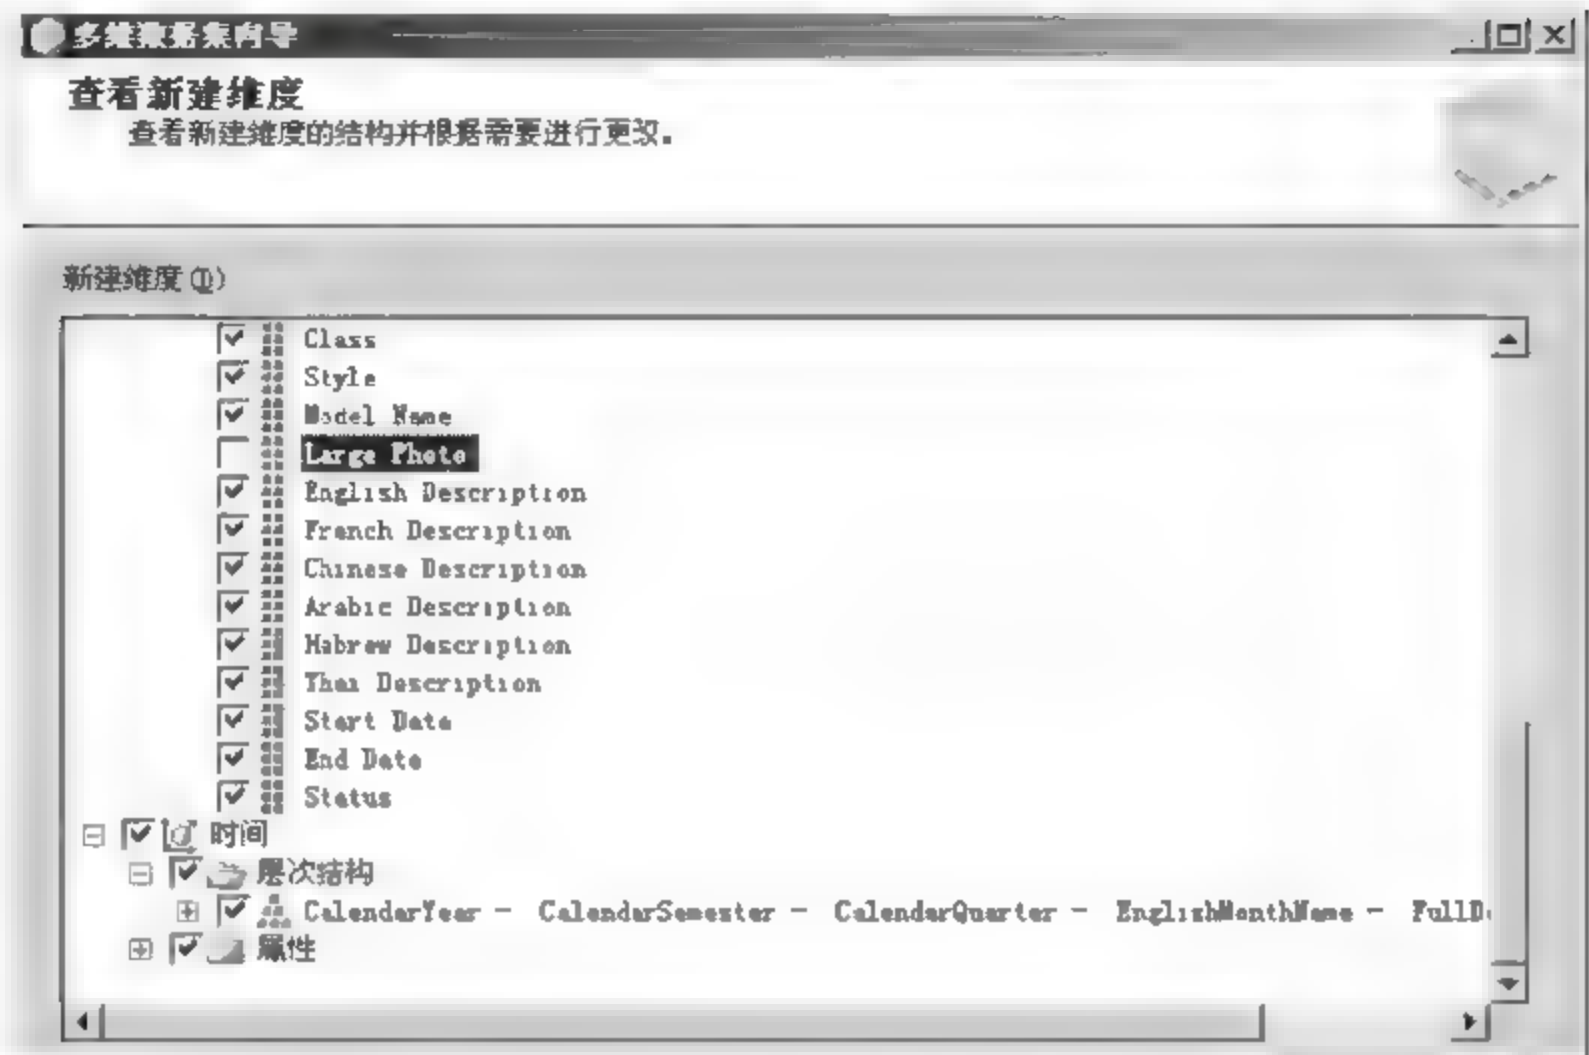 多维数据集向导
查看新建维度
查看新建维度的结构并根据需要进行更改。
新建维度(I)
Class
Style
Model Name
Large Photo
English Description
French Description
Chinese Description
Arabic Description
Hebrew Description
Thai Description
Start Date
End Date
Status
时间
层次结构
CalendarYear - CalendarSemester - CalendarQuarter - EnglishMonthName - FullD
属性